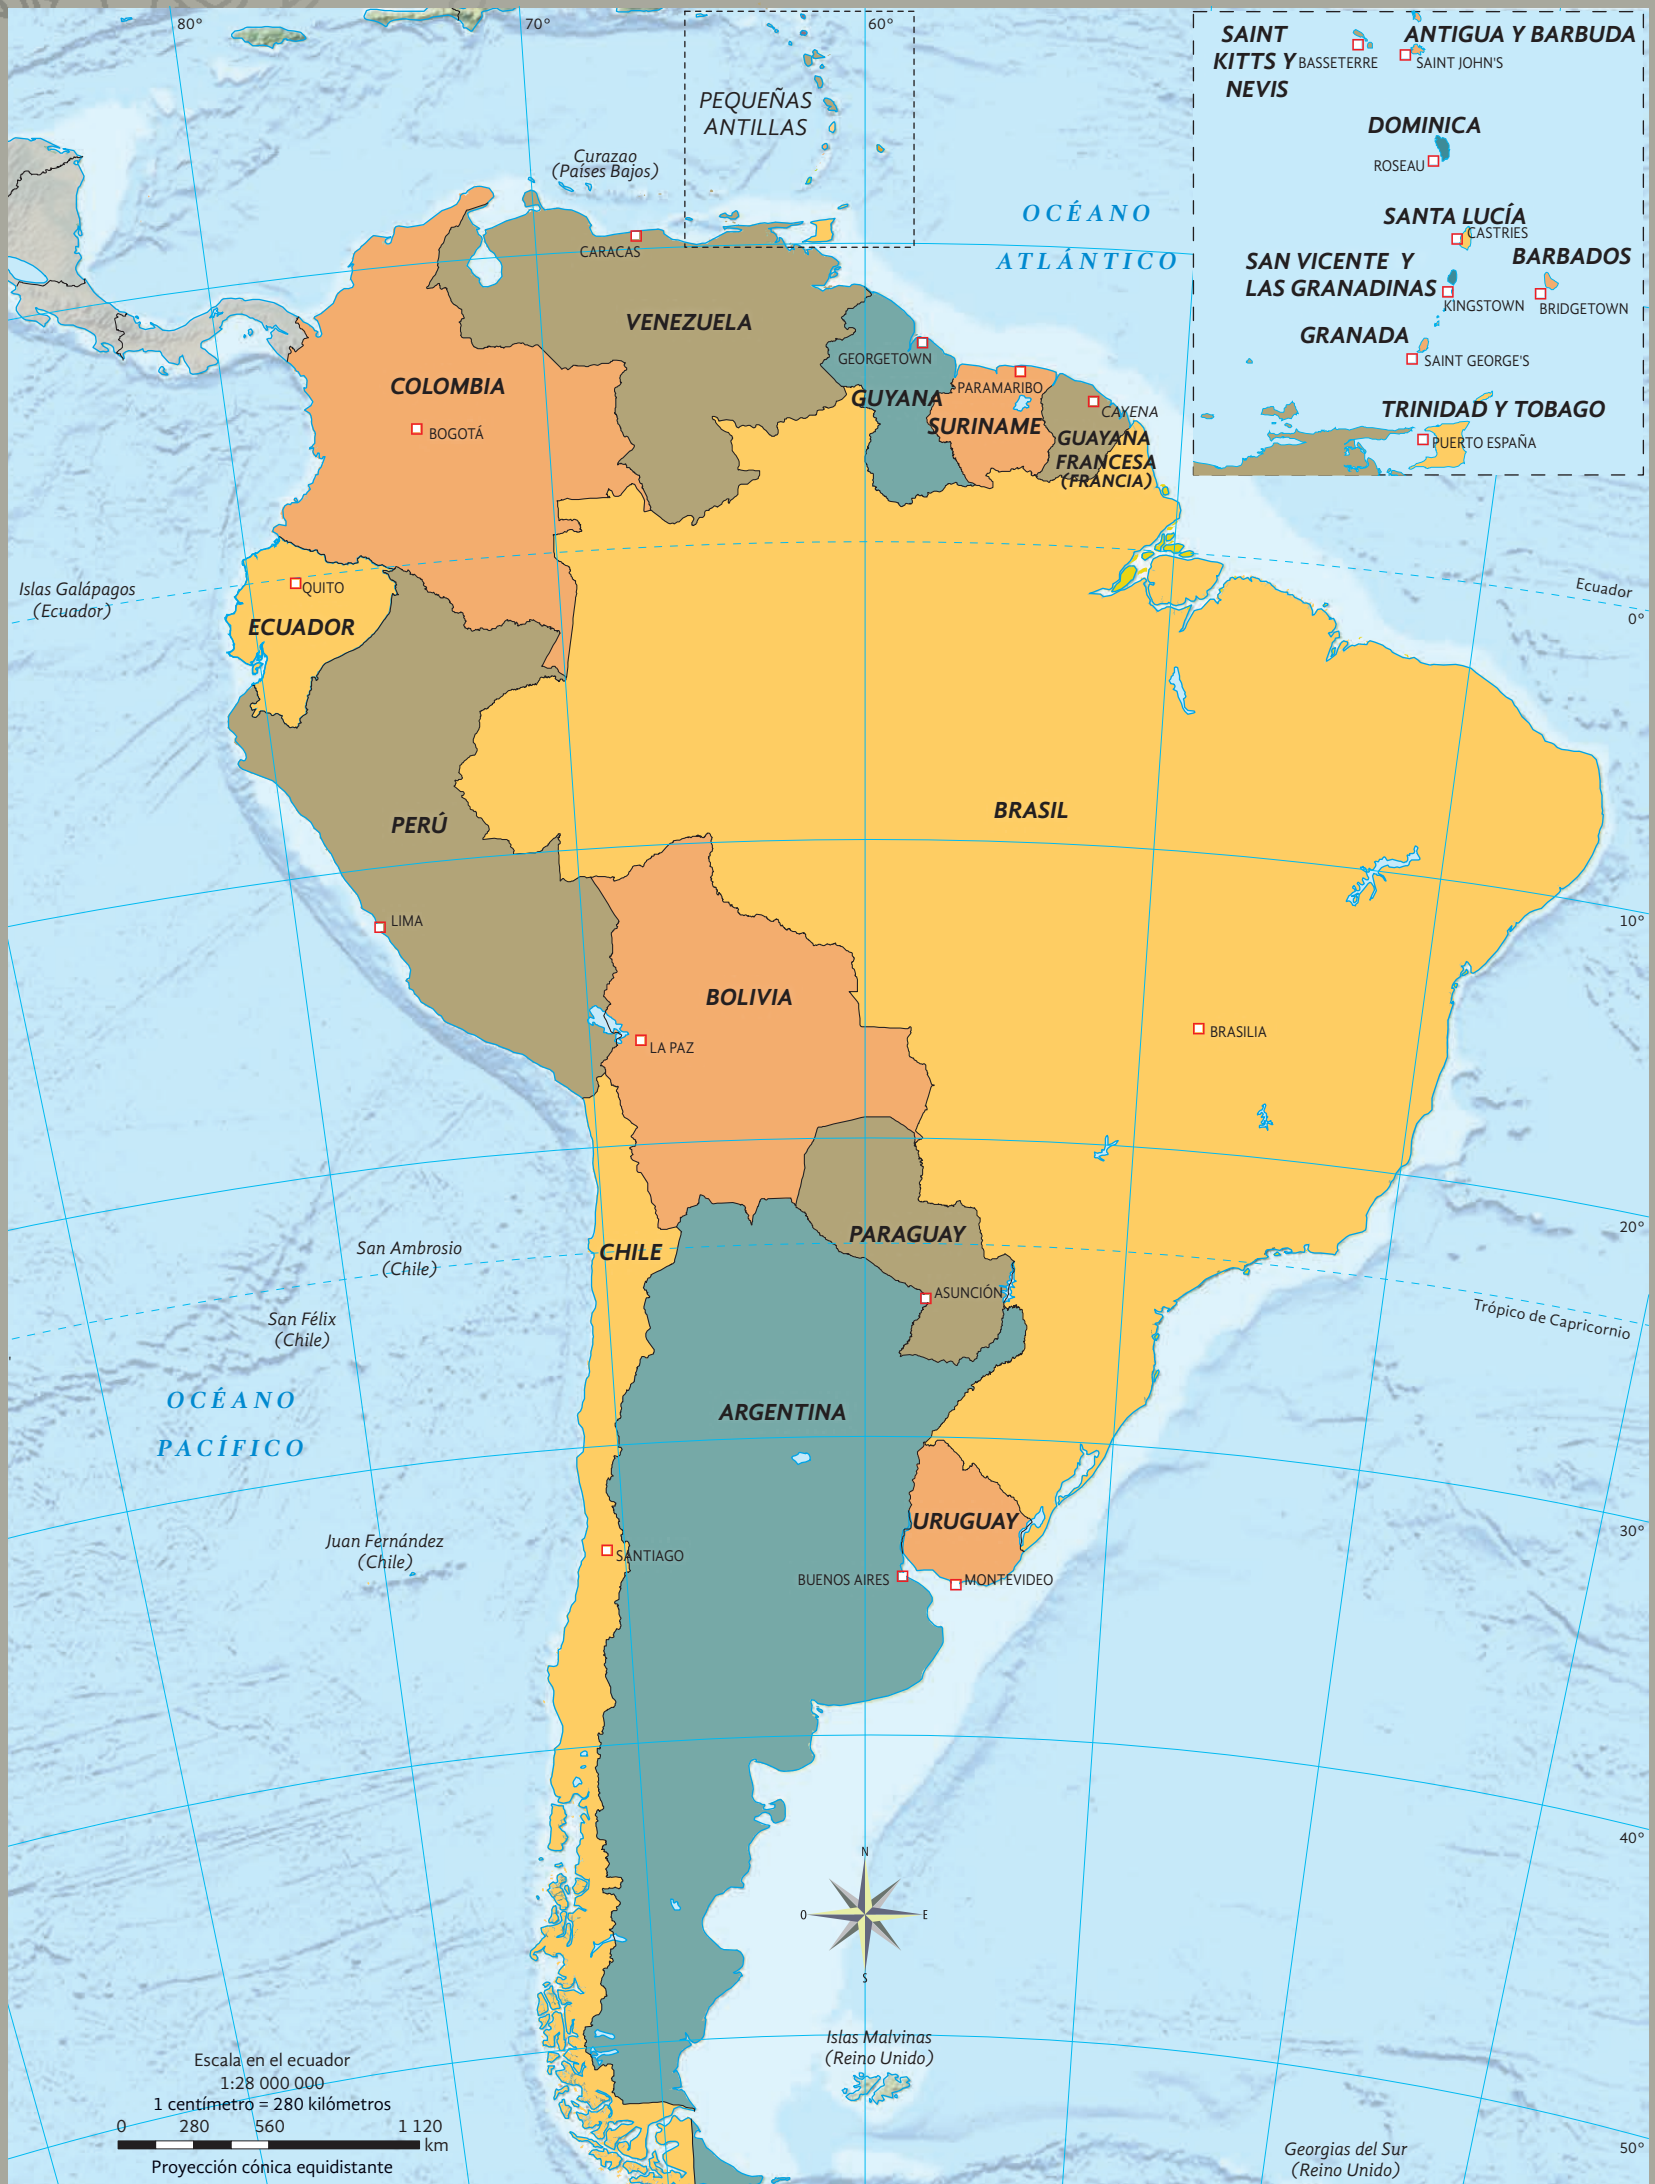 80°
70°
60°
SAINT
KITTS Y
NEVIS
BASSETERRE
ANTIGUA Y BARBUDA
SAINT JOHN'S
DOMINICA
ROSEAU
SANTA LUCÍA
CASTRIES
SAN VICENTE Y
LAS GRANADINAS
KINGSTOWN
BARBADOS
BRIDGETOWN
GRANADA
SAINT GEORGE'S
TRINIDAD Y TOBAGO
PUERTO ESPAÑA
PEQUEÑAS
ANTILLAS
Curazao
(Países Bajos)
OCÉANO
ATLÁNTICO
CARACAS
VENEZUELA
GEORGETOWN
GUYANA
PARAMARIBO
SURINAME
CAYENA
GUAYANA
FRANCESA
(FRANCIA)
COLOMBIA
BOGOTÁ
Islas Galápagos
(Ecuador)
QUITO
ECUADOR
Ecuador
0°
PERÚ
BRASIL
LIMA
10°
BOLIVIA
LA PAZ
BRASILIA
20°
San Ambrosio
(Chile)
CHILE
PARAGUAY
ASUNCIÓN
San Félix
(Chile)
Trópico de Capricornio
OCÉANO
PACÍFICO
ARGENTINA
URUGUAY
30°
Juan Fernández
(Chile)
SANTIAGO
BUENOS AIRES
MONTEVIDEO
40°
N
O
E
S
Islas Malvinas
(Reino Unido)
Escala en el ecuador
1:28 000 000
1 centímetro = 280 kilómetros
0 280 560 1 120
km
Proyección cónica equidistante
Georgias del Sur
(Reino Unido)
50°